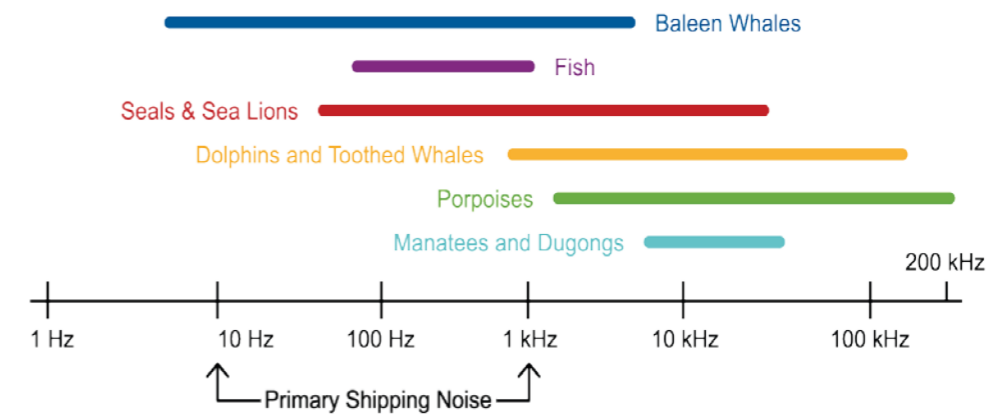 Baleen Whales
Fish
Seals & Sea Lions
Dolphins and Toothed Whales
Porpoises
Manatees and Dugongs
200 kHz
1 Hz 10 Hz 100 Hz 1 kHz 10 kHz 100 kHz
Primary Shipping Noise